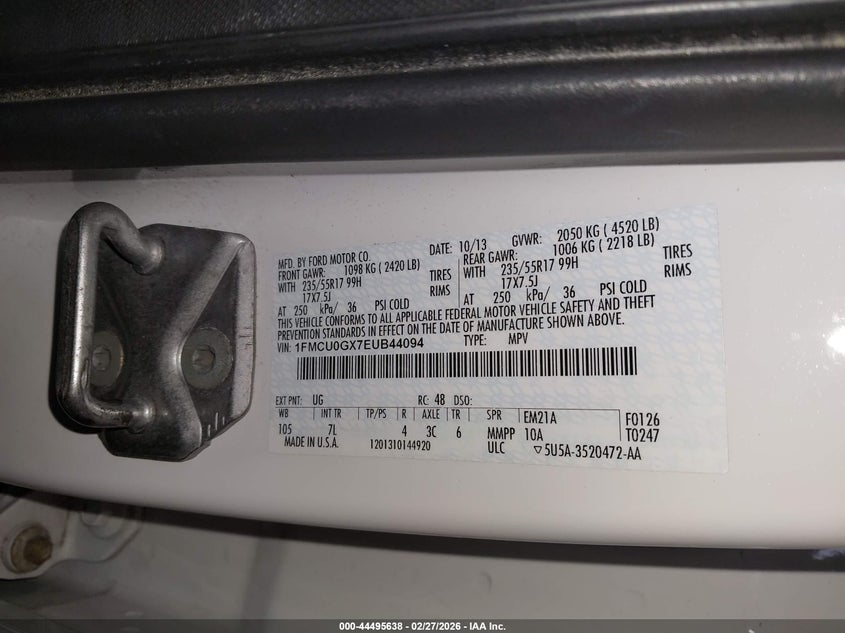 MFD. BY FORD MOTOR CO.
DATE: 10/13 GVWR: 2050 KG ( 4520 LB)
FRONT GAWR: 1098 KG ( 2420 LB) REAR GAWR: 1006 KG ( 2218 LB)
WITH 235/55R17 99H TIRES WITH 235/55R17 99H TIRES
17X7.5J RIMS 17X7.5J RIMS
AT 250 kPa/ 36 PSI COLD AT 250 kPa/ 36 PSI COLD
THIS VEHICLE CONFORMS TO ALL APPLICABLE FEDERAL MOTOR VEHICLE SAFETY AND THEFT
PREVENTION STANDARDS IN EFFECT ON THE DATE OF MANUFACTURE SHOWN ABOVE.
VIN: 1FMCU0GX7EUB44094 TYPE: MPV
EXT PNT: UG RC: 48 DSO:
WB INT TR TP/PS R AXLE TR SPR EM21A F0126
105 7L 4 3C 6 MMPP 10A T0247
MADE IN U.S.A. 1201310144920 ULC ▽5U5A-3520472-AA
000-44495638 - 02/27/2026 - IAA Inc.